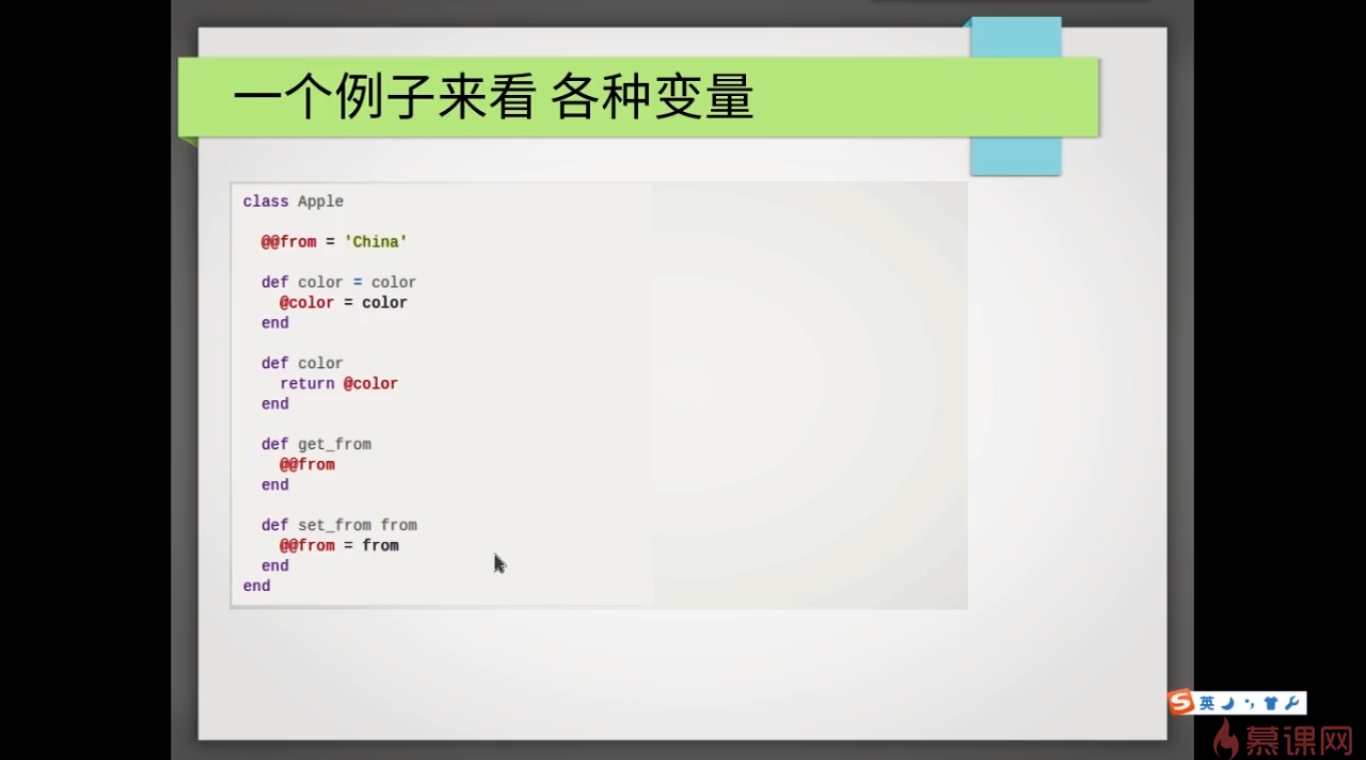 一个例子来看 各种变量
class Apple
@@from = 'China'
def color = color
@color = color
end
def color
return @color
end
def get_from
@@from
end
def set_from from
@@from = from
end
end
英
慕课网